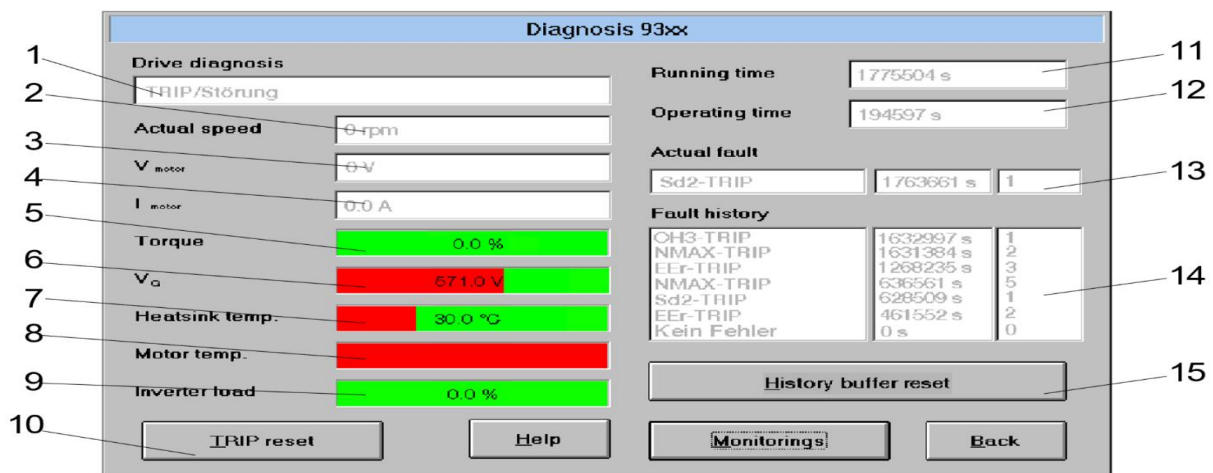 Diagnosis 93xx
1
Drive diagnosis
TRIP/Störung
2
Actual speed
0 rpm
3
V motor
0 V
4
I motor
0.0 A
5
Torque
0.0 %
6
VG
571.0 V
7
Heatsink temp.
30.0 °C
8
Motor temp.
9
Inverter load
0.0 %
10
TRIP reset
Help
Running time
1775504 s
11
Operating time
194597 s
12
Actual fault
Sd2-TRIP 1763661 s 1
13
Fault history
OH3-TRIP 1632997 s 1
NMAX-TRIP 1631384 s 2
EEr-TRIP 1268235 s 3
NMAX-TRIP 636561 s 5
Sd2-TRIP 628509 s 1
EEr-TRIP 461552 s 2
Kein Fehler 0 s 0
14
History buffer reset
15
Monitorings
Back